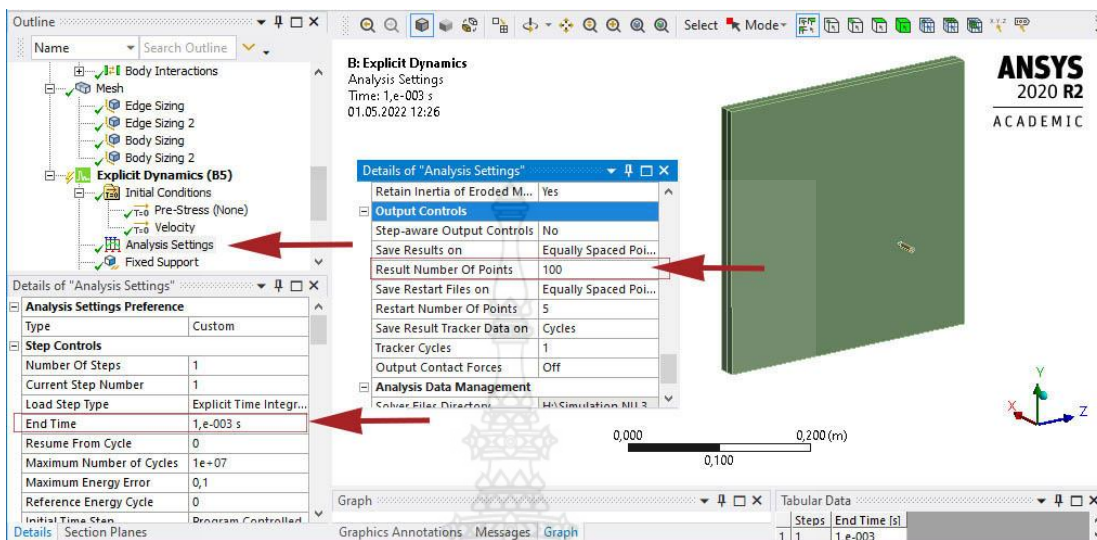 Outline
Name Search Outline
Body Interactions
Mesh
Edge Sizing
Edge Sizing 2
Body Sizing
Body Sizing 2
Explicit Dynamics (B5)
Initial Conditions
T=0 Pre-Stress (None)
T=0 Velocity
Analysis Settings
Fixed Support
Details of "Analysis Settings"
Analysis Settings Preference
Type Custom
Step Controls
Number Of Steps 1
Current Step Number 1
Load Step Type Explicit Time Integr...
End Time 1,e-003 s
Resume From Cycle 0
Maximum Number of Cycles 1e+07
Maximum Energy Error 0,1
Reference Energy Cycle 0
Initial Time Step Program Controlled
Details Section Planes
Select Mode
B: Explicit Dynamics
Analysis Settings
Time: 1,e-003 s
01.05.2022 12:26
ANSYS
2020 R2
ACADEMIC
Details of "Analysis Settings"
Retain Inertia of Eroded M... Yes
Output Controls
Step-aware Output Controls No
Save Results on Equally Spaced Poi...
Result Number Of Points 100
Save Restart Files on Equally Spaced Poi...
Restart Number Of Points 5
Save Result Tracker Data on Cycles
Tracker Cycles 1
Output Contact Forces Off
Analysis Data Management
Solver Files Directory H:\Simulation NU 3
0,000 0,200 (m)
0,100
Y
X Z
Graph
Graphics Annotations Messages Graph
Tabular Data
Steps End Time [s]
1 1 1,e-003